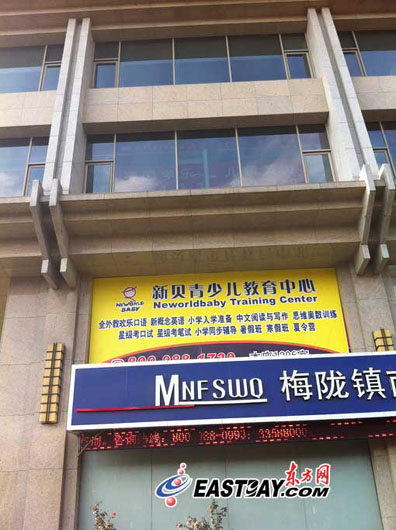 NEWORLD
BABY
新贝青少儿教育中心
Neworldbaby Training Center
全外教欢乐口语 新概念英语 小学入学准备 中文阅读与写作 思维奥数训练
星级考口试 星级考笔试 小学同步辅导 暑假班 寒假班 夏令营
MNFSWQ 梅陇镇
33588000
EASTDAY.COM 东方网